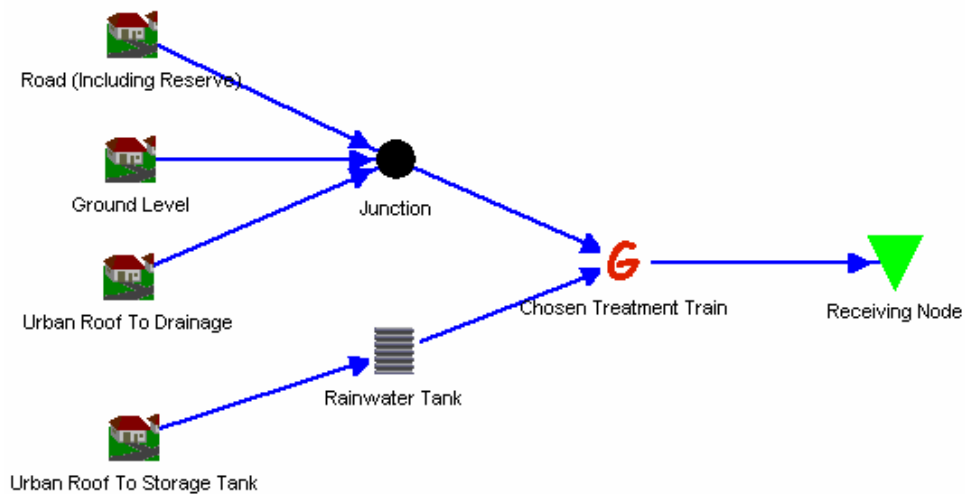 Road (Including Reserve)
Ground Level
Junction
Urban Roof To Drainage
G
Chosen Treatment Train
Receiving Node
Rainwater Tank
Urban Roof To Storage Tank